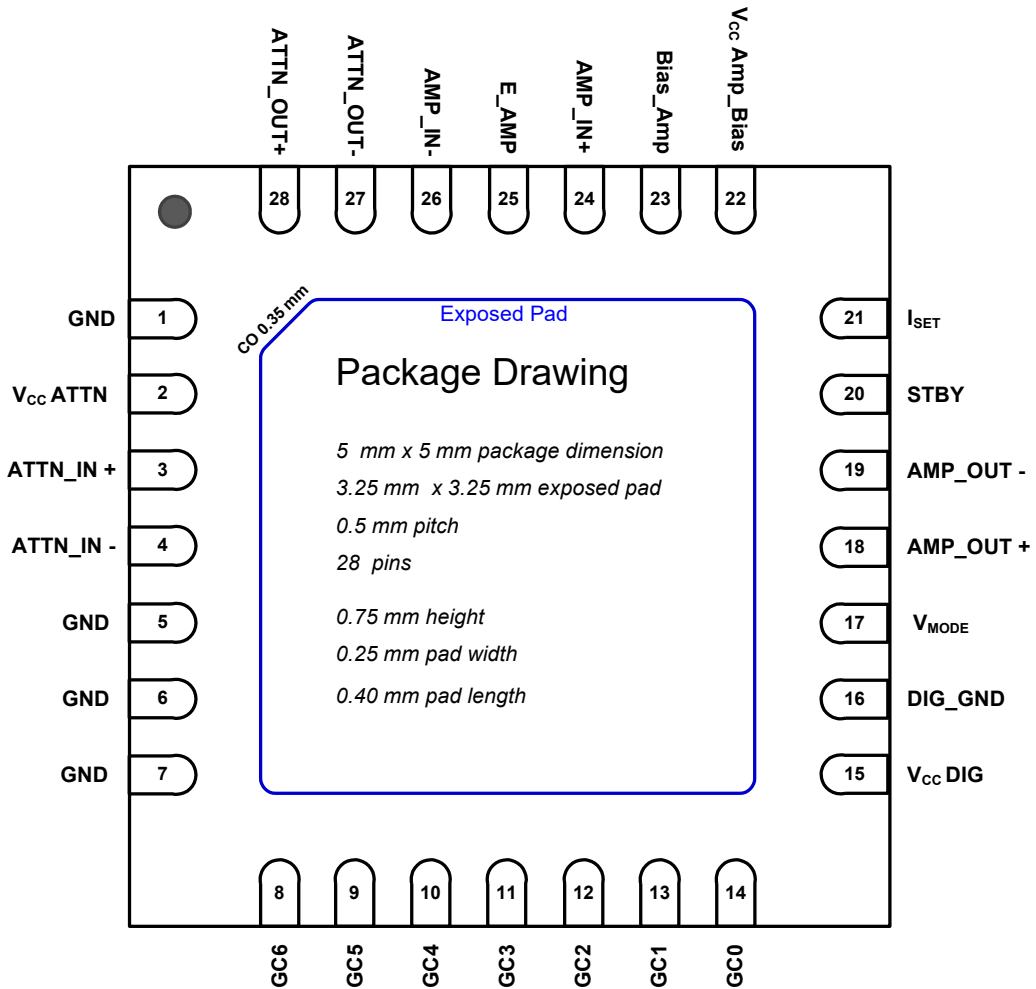 ATTN_OUT+
ATTN_OUT-
AMP_IN-
E_AMP
AMP_IN+
Bias_Amp
VCC Amp_Bias
28
27
26
25
24
23
22
GND
1
VCC ATTN
2
ATTN_IN +
3
ATTN_IN -
4
GND
5
GND
6
GND
7
CO 0.35 mm
Exposed Pad
Package Drawing
5 mm x 5 mm package dimension
3.25 mm x 3.25 mm exposed pad
0.5 mm pitch
28 pins
0.75 mm height
0.25 mm pad width
0.40 mm pad length
21
ISET
20
STBY
19
AMP_OUT -
18
AMP_OUT +
17
VMODE
16
DIG_GND
15
VCC DIG
8
9
10
11
12
13
14
GC6
GC5
GC4
GC3
GC2
GC1
GC0